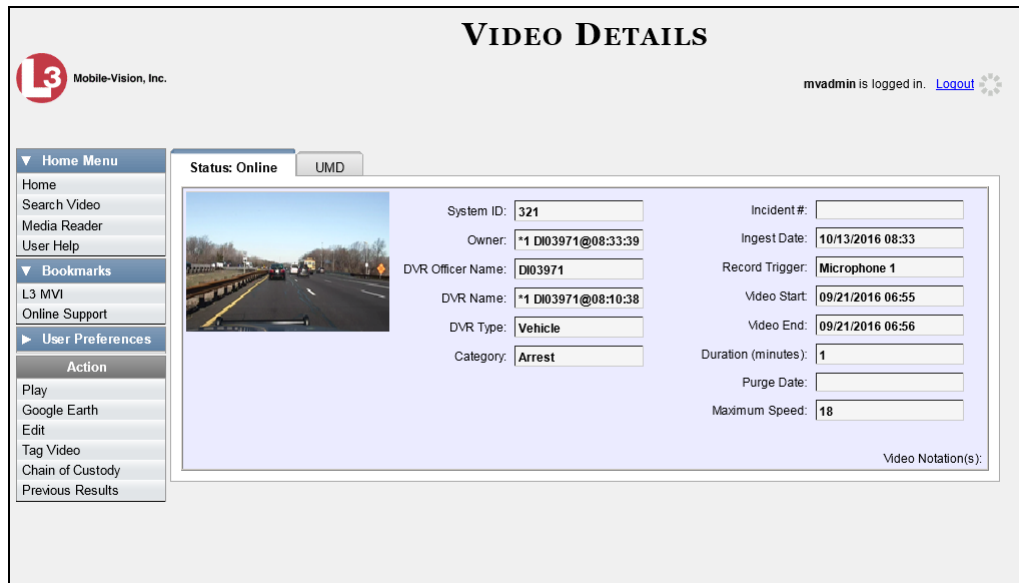 VIDEO DETAILS
L3 Mobile-Vision, Inc.
mvadmin is logged in. Logout
▼ Home Menu
Home
Search Video
Media Reader
User Help
▼ Bookmarks
L3 MVI
Online Support
▶ User Preferences
Action
Play
Google Earth
Edit
Tag Video
Chain of Custody
Previous Results
Status: Online
UMD
System ID: 321
Owner: *1 DI03971@08:33:39
DVR Officer Name: DI03971
DVR Name: *1 DI03971@08:10:38
DVR Type: Vehicle
Category: Arrest
Incident #:
Ingest Date: 10/13/2016 08:33
Record Trigger: Microphone 1
Video Start: 09/21/2016 06:55
Video End: 09/21/2016 06:56
Duration (minutes): 1
Purge Date:
Maximum Speed: 18
Video Notation(s):